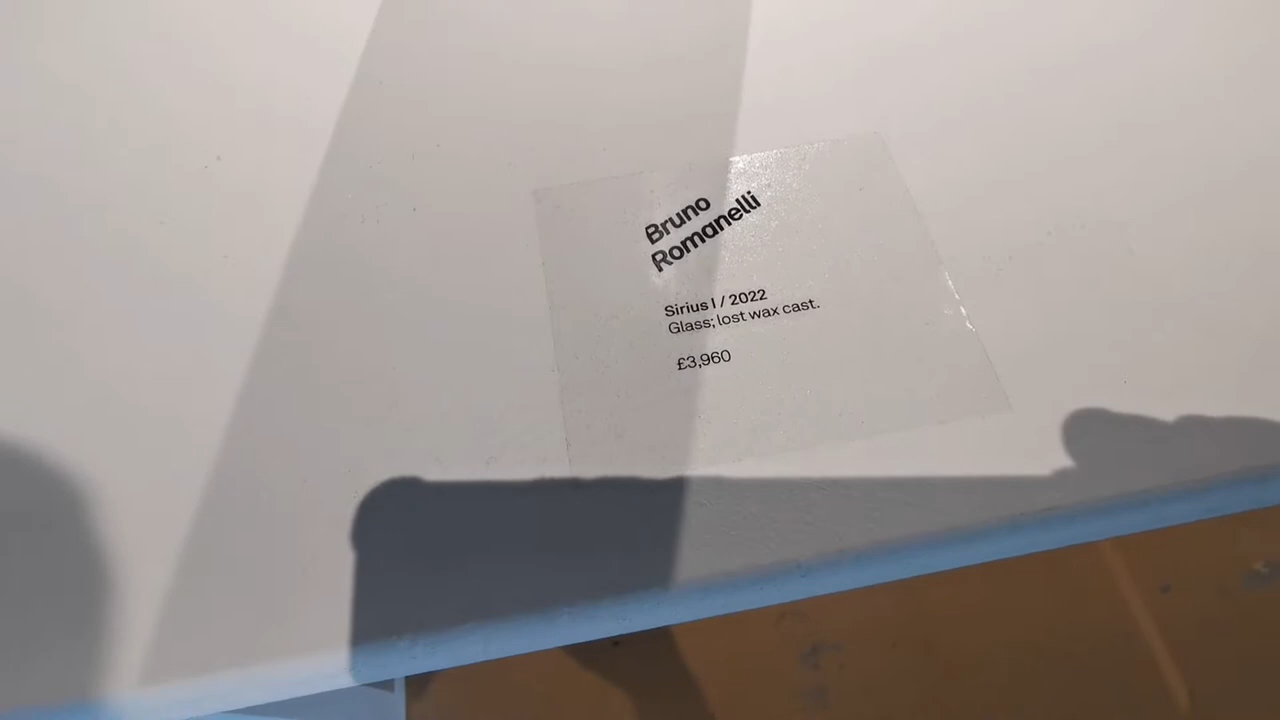 Bruno
Romanelli
Sirius I / 2022
Glass; lost wax cast.
£3,960